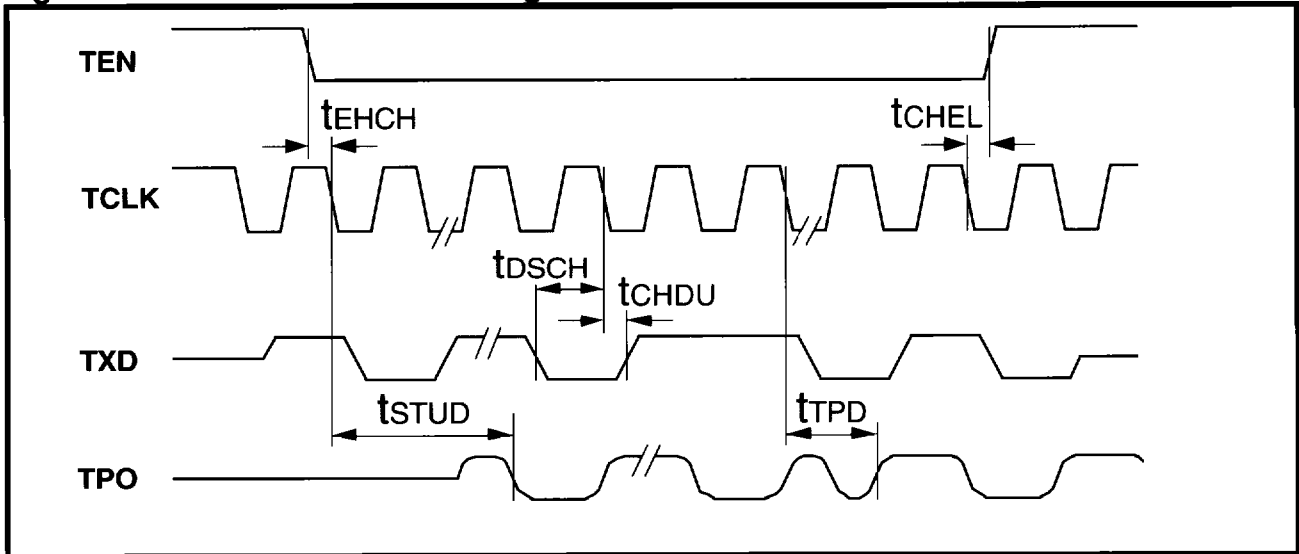 TEN
tEHCH
tCHEL
TCLK
tDSCH
tCHDU
TXD
tSTUD
tTPD
TPO